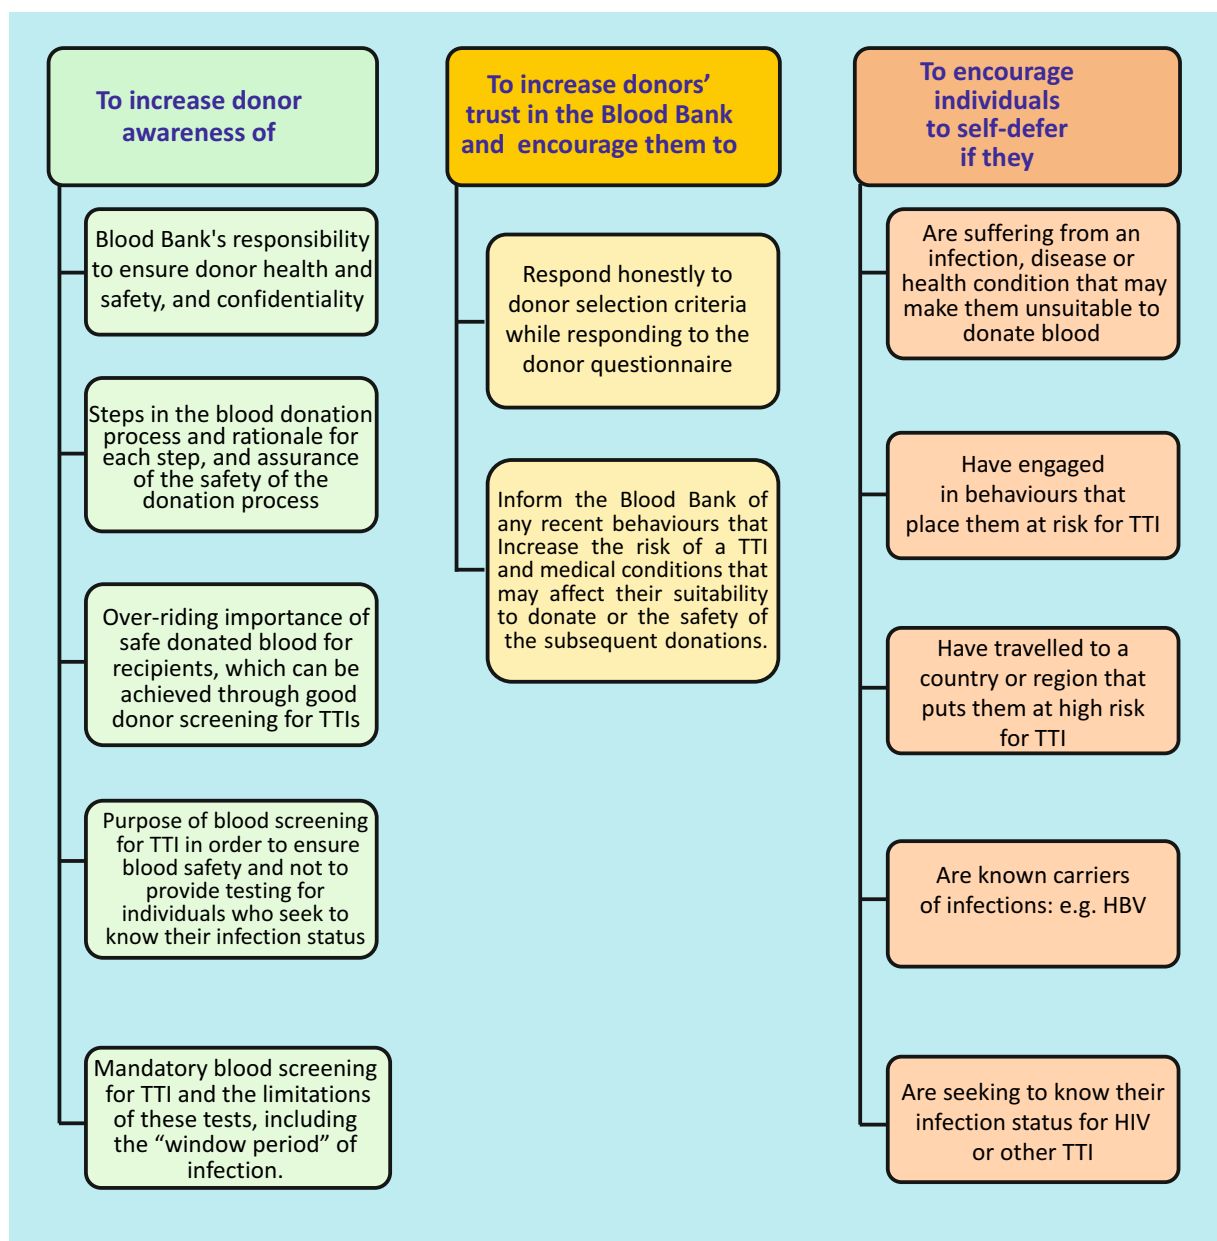 To increase donor
awareness of
Blood Bank's responsibility
to ensure donor health and
safety, and confidentiality
Steps in the blood donation
process and rationale for
each step, and assurance
of the safety of the
donation process
Over-riding importance of
safe donated blood for
recipients, which can be
achieved through good
donor screening for TTIs
Purpose of blood screening
for TTI in order to ensure
blood safety and not to
provide testing for
individuals who seek to
know their infection status
Mandatory blood screening
for TTI and the limitations
of these tests, including
the “window period” of
infection.
To increase donors’
trust in the Blood Bank
and encourage them to
Respond honestly to
donor selection criteria
while responding to the
donor questionnaire
Inform the Blood Bank of
any recent behaviours that
Increase the risk of a TTI
and medical conditions that
may affect their suitability
to donate or the safety of
the subsequent donations.
To encourage
individuals
to self-defer
if they
Are suffering from an
infection, disease or
health condition that may
make them unsuitable to
donate blood
Have engaged
in behaviours that
place them at risk for TTI
Have travelled to a
country or region that
puts them at high risk
for TTI
Are known carriers
of infections: e.g. HBV
Are seeking to know their
infection status for HIV
or other TTI